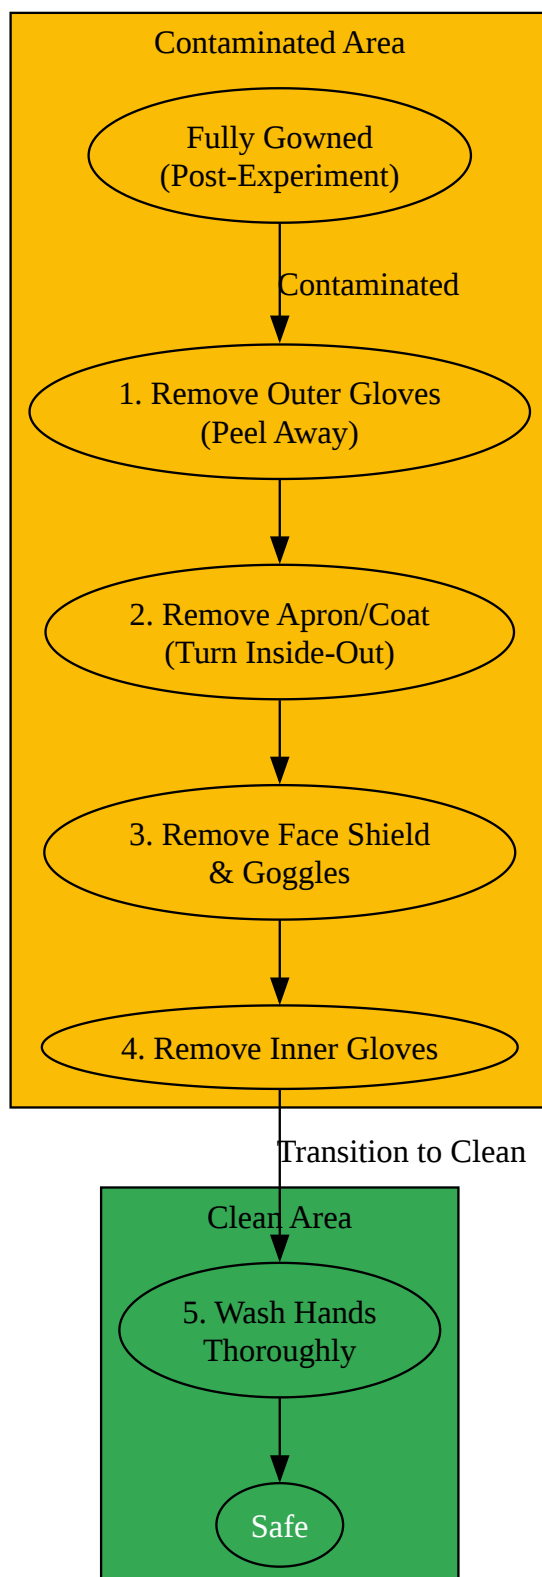 Contaminated Area
Fully Gowned
(Post-Experiment)
Contaminated
1. Remove Outer Gloves
(Peel Away)
2. Remove Apron/Coat
(Turn Inside-Out)
3. Remove Face Shield
& Goggles
4. Remove Inner Gloves
Transition to Clean
Clean Area
5. Wash Hands
Thoroughly
Safe